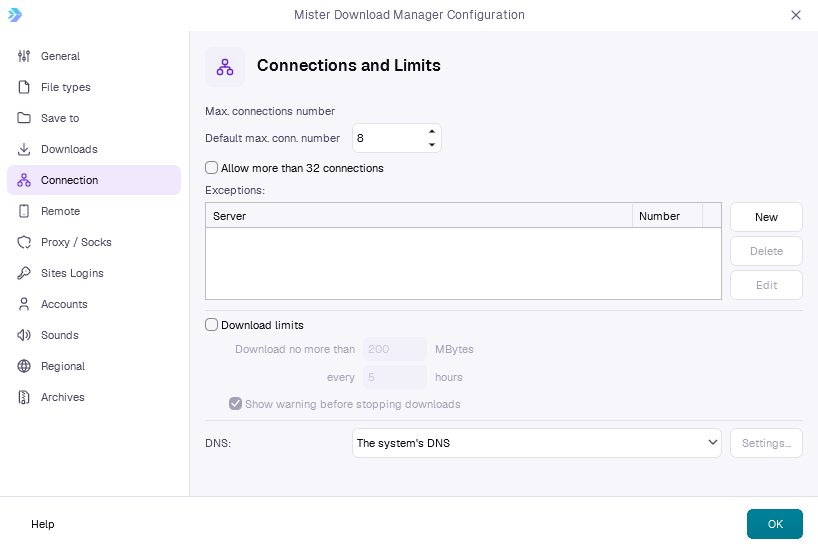 Mister Download Manager Configuration
General
File types
Save to
Downloads
Connection
Remote
Proxy / Socks
Sites Logins
Accounts
Sounds
Regional
Archives
Connections and Limits
Max. connections number
Default max. conn. number 8
Allow more than 32 connections
Exceptions:
Server Number
New
Delete
Edit
Download limits
Download no more than 200 MBytes
every 5 hours
Show warning before stopping downloads
DNS: The system's DNS Settings...
Help OK